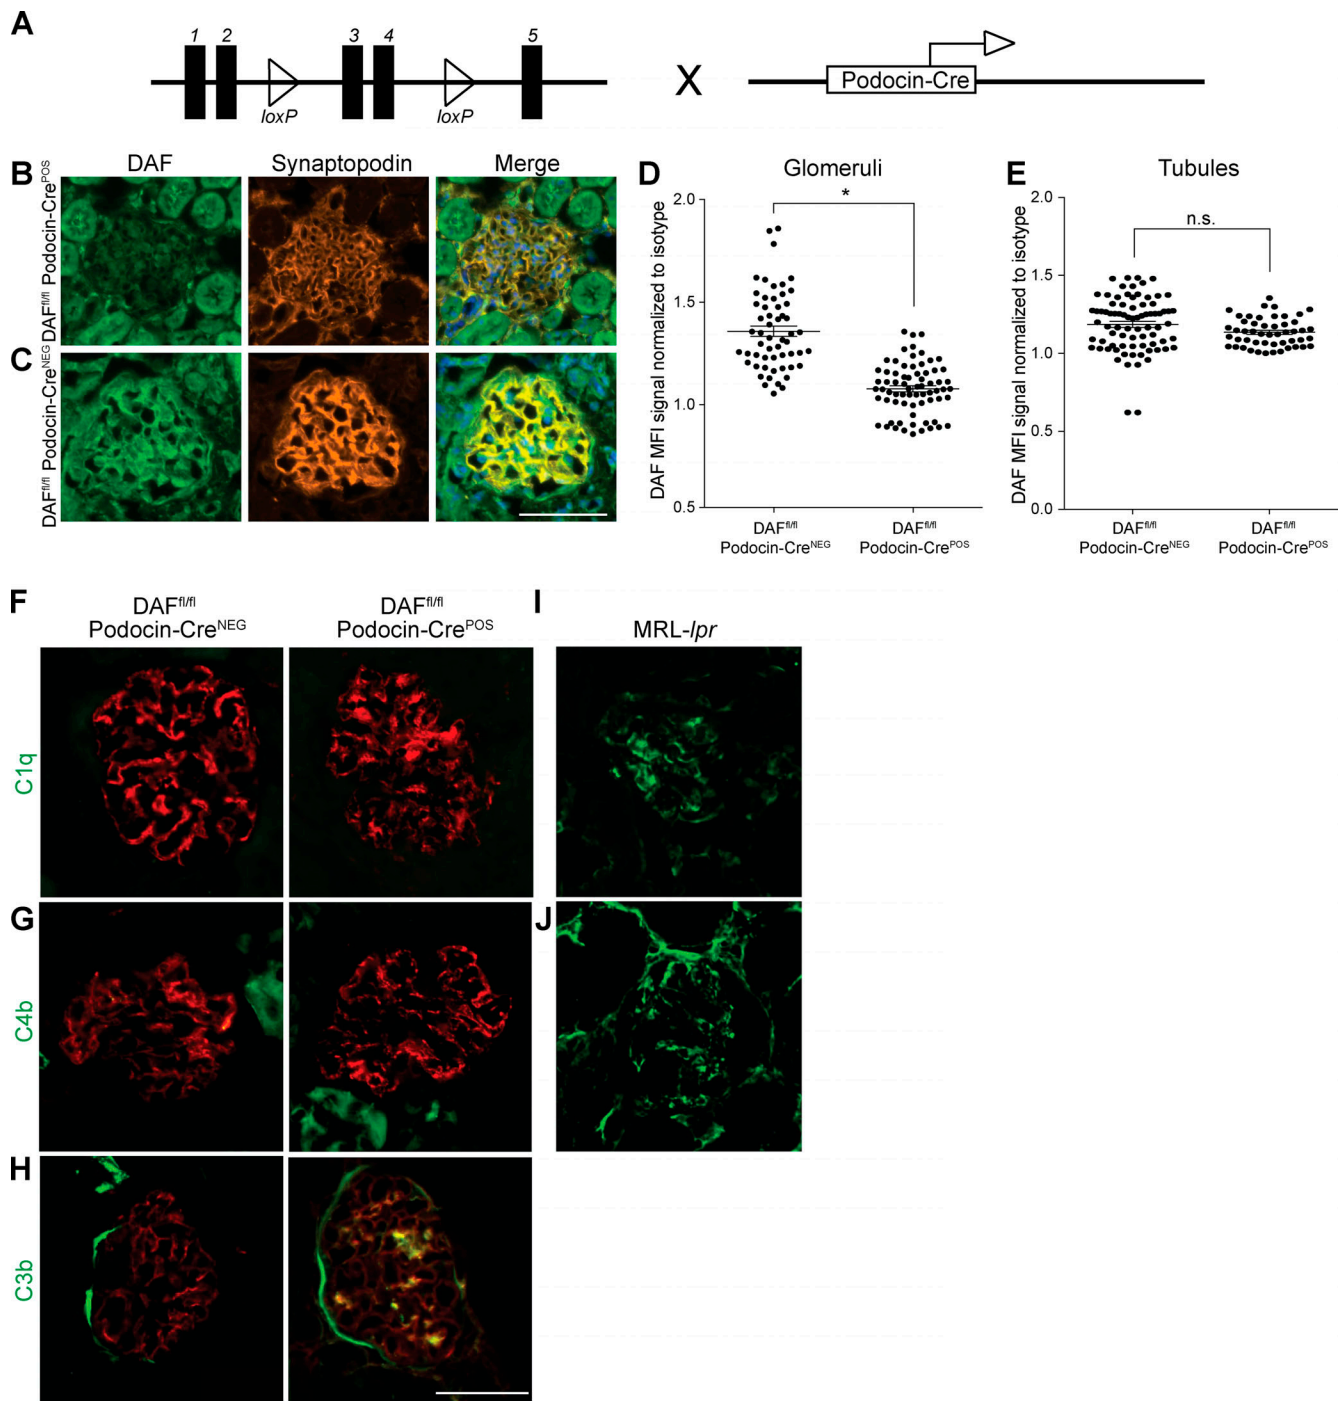 A
1 2 3 4 5
loxP loxP
X
Podocin-Cre
B
DAF Synaptopodin Merge
DAFfl/fl Podocin-CrePOS
C
DAFfl/fl Podocin-CreNEG
D
Glomeruli
*
DAF MFI signal normalized to isotype
2.0
1.5
1.0
0.5
DAFfl/fl
Podocin-CreNEG
DAFfl/fl
Podocin-CrePOS
E
Tubules
n.s.
DAF MFI signal normalized to isotype
2.0
1.5
1.0
0.5
0.0
DAFfl/fl
Podocin-CreNEG
DAFfl/fl
Podocin-CrePOS
F
DAFfl/fl
Podocin-CreNEG
DAFfl/fl
Podocin-CrePOS
I
MRL-lpr
C1q
G
J
C4b
H
C3b